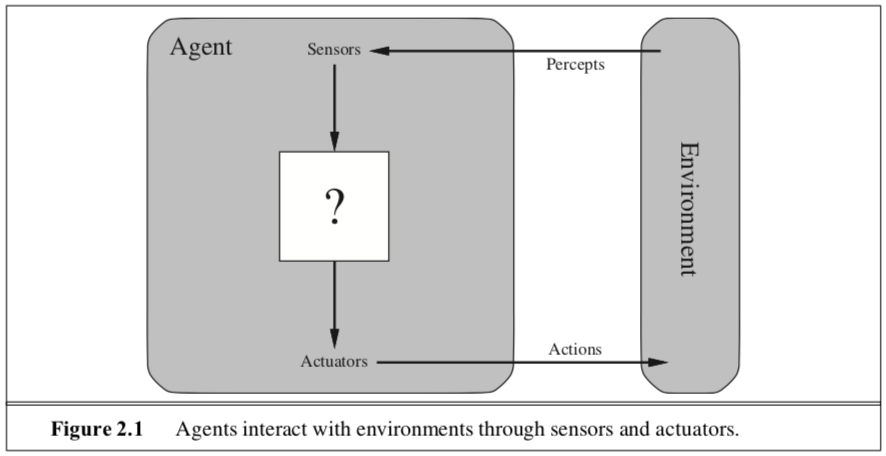 Agent
Sensors
Percepts
?
Environment
Actions
Actuators
Figure 2.1 Agents interact with environments through sensors and actuators.